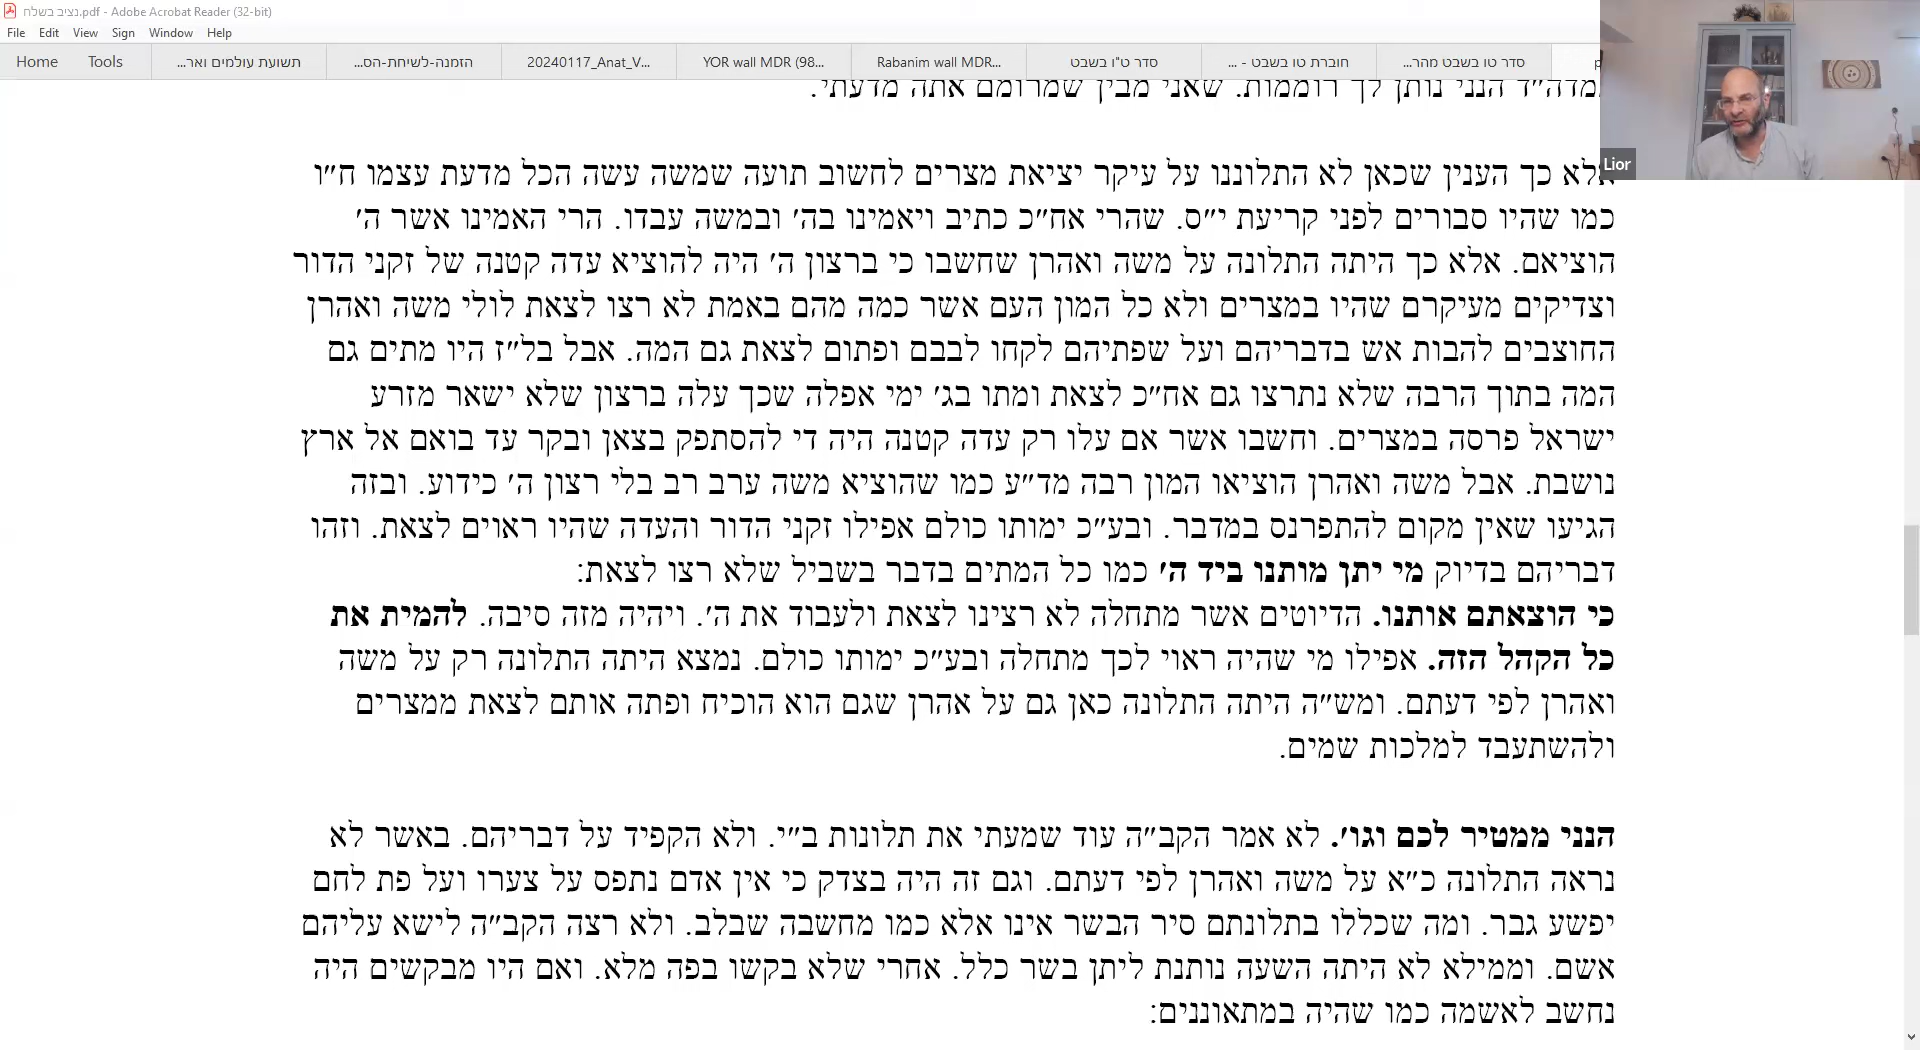 נציב בשלח.pdf - Adobe Acrobat Reader (32-bit)
File Edit View Sign Window Help
Home Tools תשועת עולמים ואר... הזמנה-לשיחת-הס... 20240117_Anat_V... YOR wall MDR (98... Rabanim wall MDR... סדר ט"ו בשבט חוברת טו בשבט - ... סדר טו בשבט מהר...
Lior
הנני נותן לך רוממות. שאני מבין שמרומם אתה מדעתי.
אלא כך הענין שכאן לא התלוננו על עיקר יציאת מצרים לחשוב תועה שמשה עשה הכל מדעת עצמו ח"ו
כמו שהיו סבורים לפני קריעת י"ס. שהרי אח"כ כתיב ויאמינו בה' ובמשה עבדו. הרי האמינו אשר ה'
הוציאם. אלא כך היתה התלונה על משה ואהרן שחשבו כי ברצון ה' היה להוציא עדה קטנה של זקני הדור
וצדיקים מעיקרם שהיו במצרים ולא כל המון העם אשר כמה מהם באמת לא רצו לצאת לולי משה ואהרן
החוצבים להבות אש בדבריהם ועל שפתיהם לקחו לבבם ופתום לצאת גם המה. אבל בל"ז היו מתים גם
המה בתוך הרבה שלא נתרצו גם אח"כ לצאת ומתו בג' ימי אפלה שכך עלה ברצון שלא ישאר מזרע
ישראל פרסה במצרים. וחשבו אשר אם עלו רק עדה קטנה היה די להסתפק בצאן ובקר עד בואם אל ארץ
נושבת. אבל משה ואהרן הוציאו המון רבה מד"ע כמו שהוציא משה ערב רב בלי רצון ה' כידוע. ובזה
הגיעו שאין מקום להתפרנס במדבר. ובע"כ ימותו כולם אפילו זקני הדור והעדה שהיו ראוים לצאת. וזהו
דבריהם בדיוק מי יתן מותנו ביד ה' כמו כל המתים בדבר בשביל שלא רצו לצאת:
כי הוצאתם אותנו. הדיוטים אשר מתחלה לא רצינו לצאת ולעבוד את ה'. ויהיה מזה סיבה. להמית את
כל הקהל הזה. אפילו מי שהיה ראוי לכך מתחלה ובע"כ ימותו כולם. נמצא היתה התלונה רק על משה
ואהרן לפי דעתם. ומש"ה היתה התלונה כאן גם על אהרן שגם הוא הוכיח ופתה אותם לצאת ממצרים
ולהשתעבד למלכות שמים.
הנני ממטיר לכם וגו'. לא אמר הקב"ה עוד שמעתי את תלונות ב"י. ולא הקפיד על דבריהם. באשר לא
נראה התלונה כ"א על משה ואהרן לפי דעתם. וגם זה היה בצדק כי אין אדם נתפס על צערו ועל פת לחם
יפשע גבר. ומה שכללו בתלונתם סיר הבשר אינו אלא כמו מחשבה שבלב. ולא רצה הקב"ה לישא עליהם
אשם. וממילא לא היתה השעה נותנת ליתן בשר כלל. אחרי שלא בקשו בפה מלא. ואם היו מבקשים היה
נחשב לאשמה כמו שהיה במתאוננים: